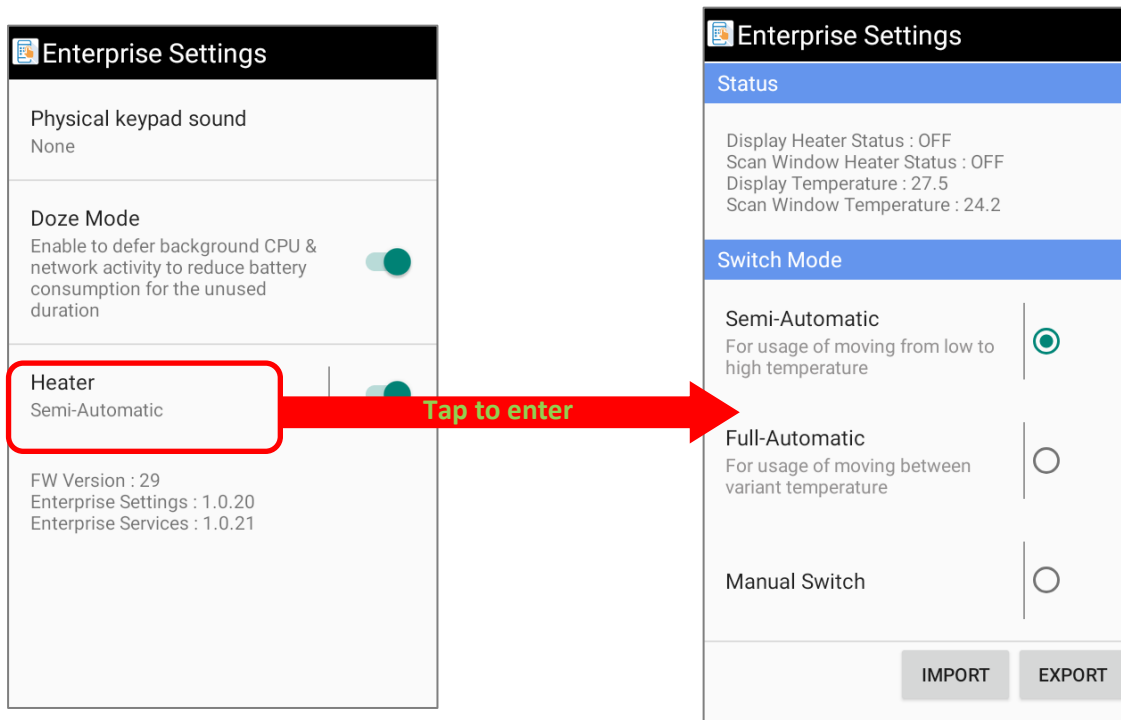 Enterprise Settings
Physical keypad sound
None
Doze Mode
Enable to defer background CPU &
network activity to reduce battery
consumption for the unused
duration
Heater
Semi-Automatic
FW Version : 29
Enterprise Settings : 1.0.20
Enterprise Services : 1.0.21
Tap to enter
Enterprise Settings
Status
Display Heater Status : OFF
Scan Window Heater Status : OFF
Display Temperature : 27.5
Scan Window Temperature : 24.2
Switch Mode
Semi-Automatic
For usage of moving from low to
high temperature
Full-Automatic
For usage of moving between
variant temperature
Manual Switch
IMPORT EXPORT